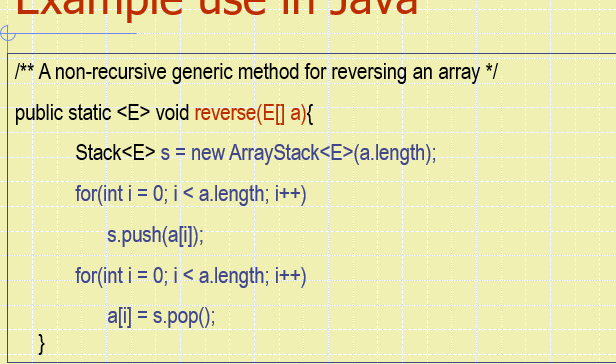 Example use in Java
/** A non-recursive generic method for reversing an array */
public static <E> void reverse(E[] a){
Stack<E> s = new ArrayStack<E>(a.length);
for(int i = 0; i < a.length; i++)
s.push(a[i]);
for(int i = 0; i < a.length; i++)
a[i] = s.pop();
}